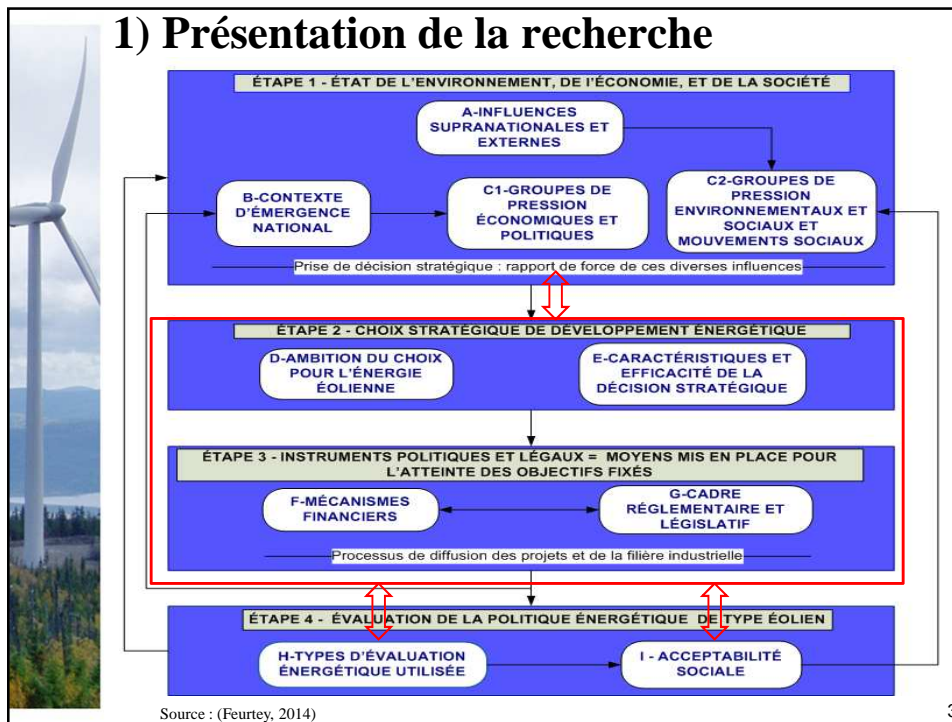 1) Présentation de la recherche
ÉTAPE 1 - ÉTAT DE L'ENVIRONNEMENT, DE l'ÉCONOMIE, ET DE LA SOCIÉTÉ
A-INFLUENCES
SUPRANATIONALES ET
EXTERNES
B-CONTEXTE
D'ÉMERGENCE
NATIONAL
C1-GROUPES DE
PRESSION
ÉCONOMIQUES ET
POLITIQUES
C2-GROUPES DE
PRESSION
ENVIRONNEMENTAUX ET
SOCIAUX ET
MOUVEMENTS SOCIAUX
Prise de décision stratégique : rapport de force de ces diverses influences
ÉTAPE 2 - CHOIX STRATÉGIQUE DE DÉVELOPPEMENT ÉNERGÉTIQUE
D-AMBITION DU CHOIX
POUR L'ÉNERGIE
ÉOLIENNE
E-CARACTÉRISTIQUES ET
EFFICACITÉ DE LA
DÉCISION STRATÉGIQUE
ÉTAPE 3 - INSTRUMENTS POLITIQUES ET LÉGAUX = MOYENS MIS EN PLACE POUR
L'ATTEINTE DES OBJECTIFS FIXÉS
F-MÉCANISMES
FINANCIERS
G-CADRE
RÉGLEMENTAIRE ET
LÉGISLATIF
Processus de diffusion des projets et de la filière industrielle
ÉTAPE 4 - ÉVALUATION DE LA POLITIQUE ÉNERGÉTIQUE DE TYPE ÉOLIEN
H-TYPES D'ÉVALUATION
ÉNERGÉTIQUE UTILISÉE
I - ACCEPTABILITÉ
SOCIALE
Source : (Feurtey, 2014)
3